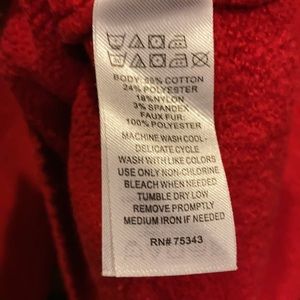 BODY: 55% COTTON
24% POLYESTER
18%NYLON
3% SPANDEX
FAUX FUR:
100% POLYESTER
MACHINE WASH COOL -
DELICATE CYCLE
WASH WITH LIKE COLORS
USE ONLY NON-CHLORINE
BLEACH WHEN NEEDED
TUMBLE DRY LOW
REMOVE PROMPTLY
MEDIUM IRON IF NEEDED
RN# 75343